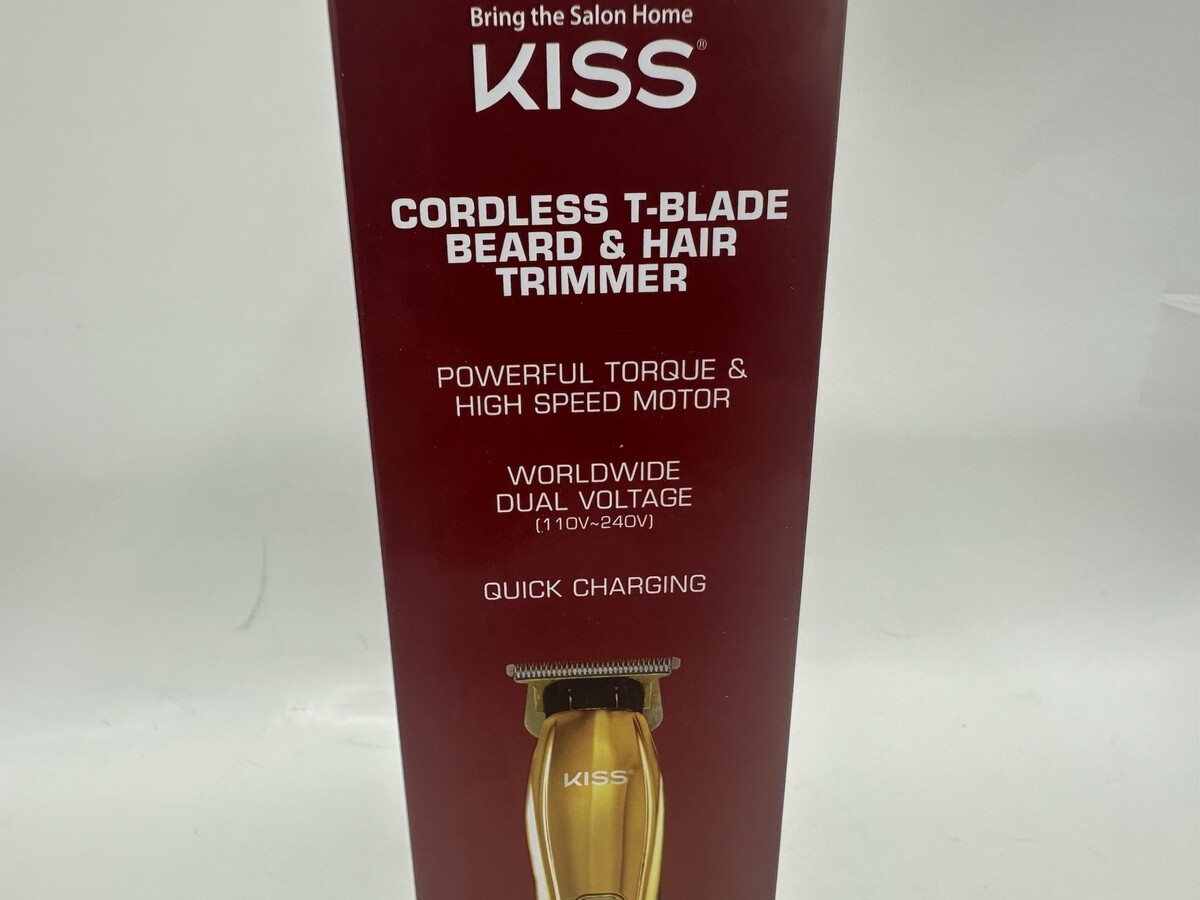 Bring the Salon Home
KISS®
CORDLESS T-BLADE
BEARD & HAIR
TRIMMER
POWERFUL TORQUE &
HIGH SPEED MOTOR
WORLDWIDE
DUAL VOLTAGE
(110V~240V)
QUICK CHARGING
KISS®